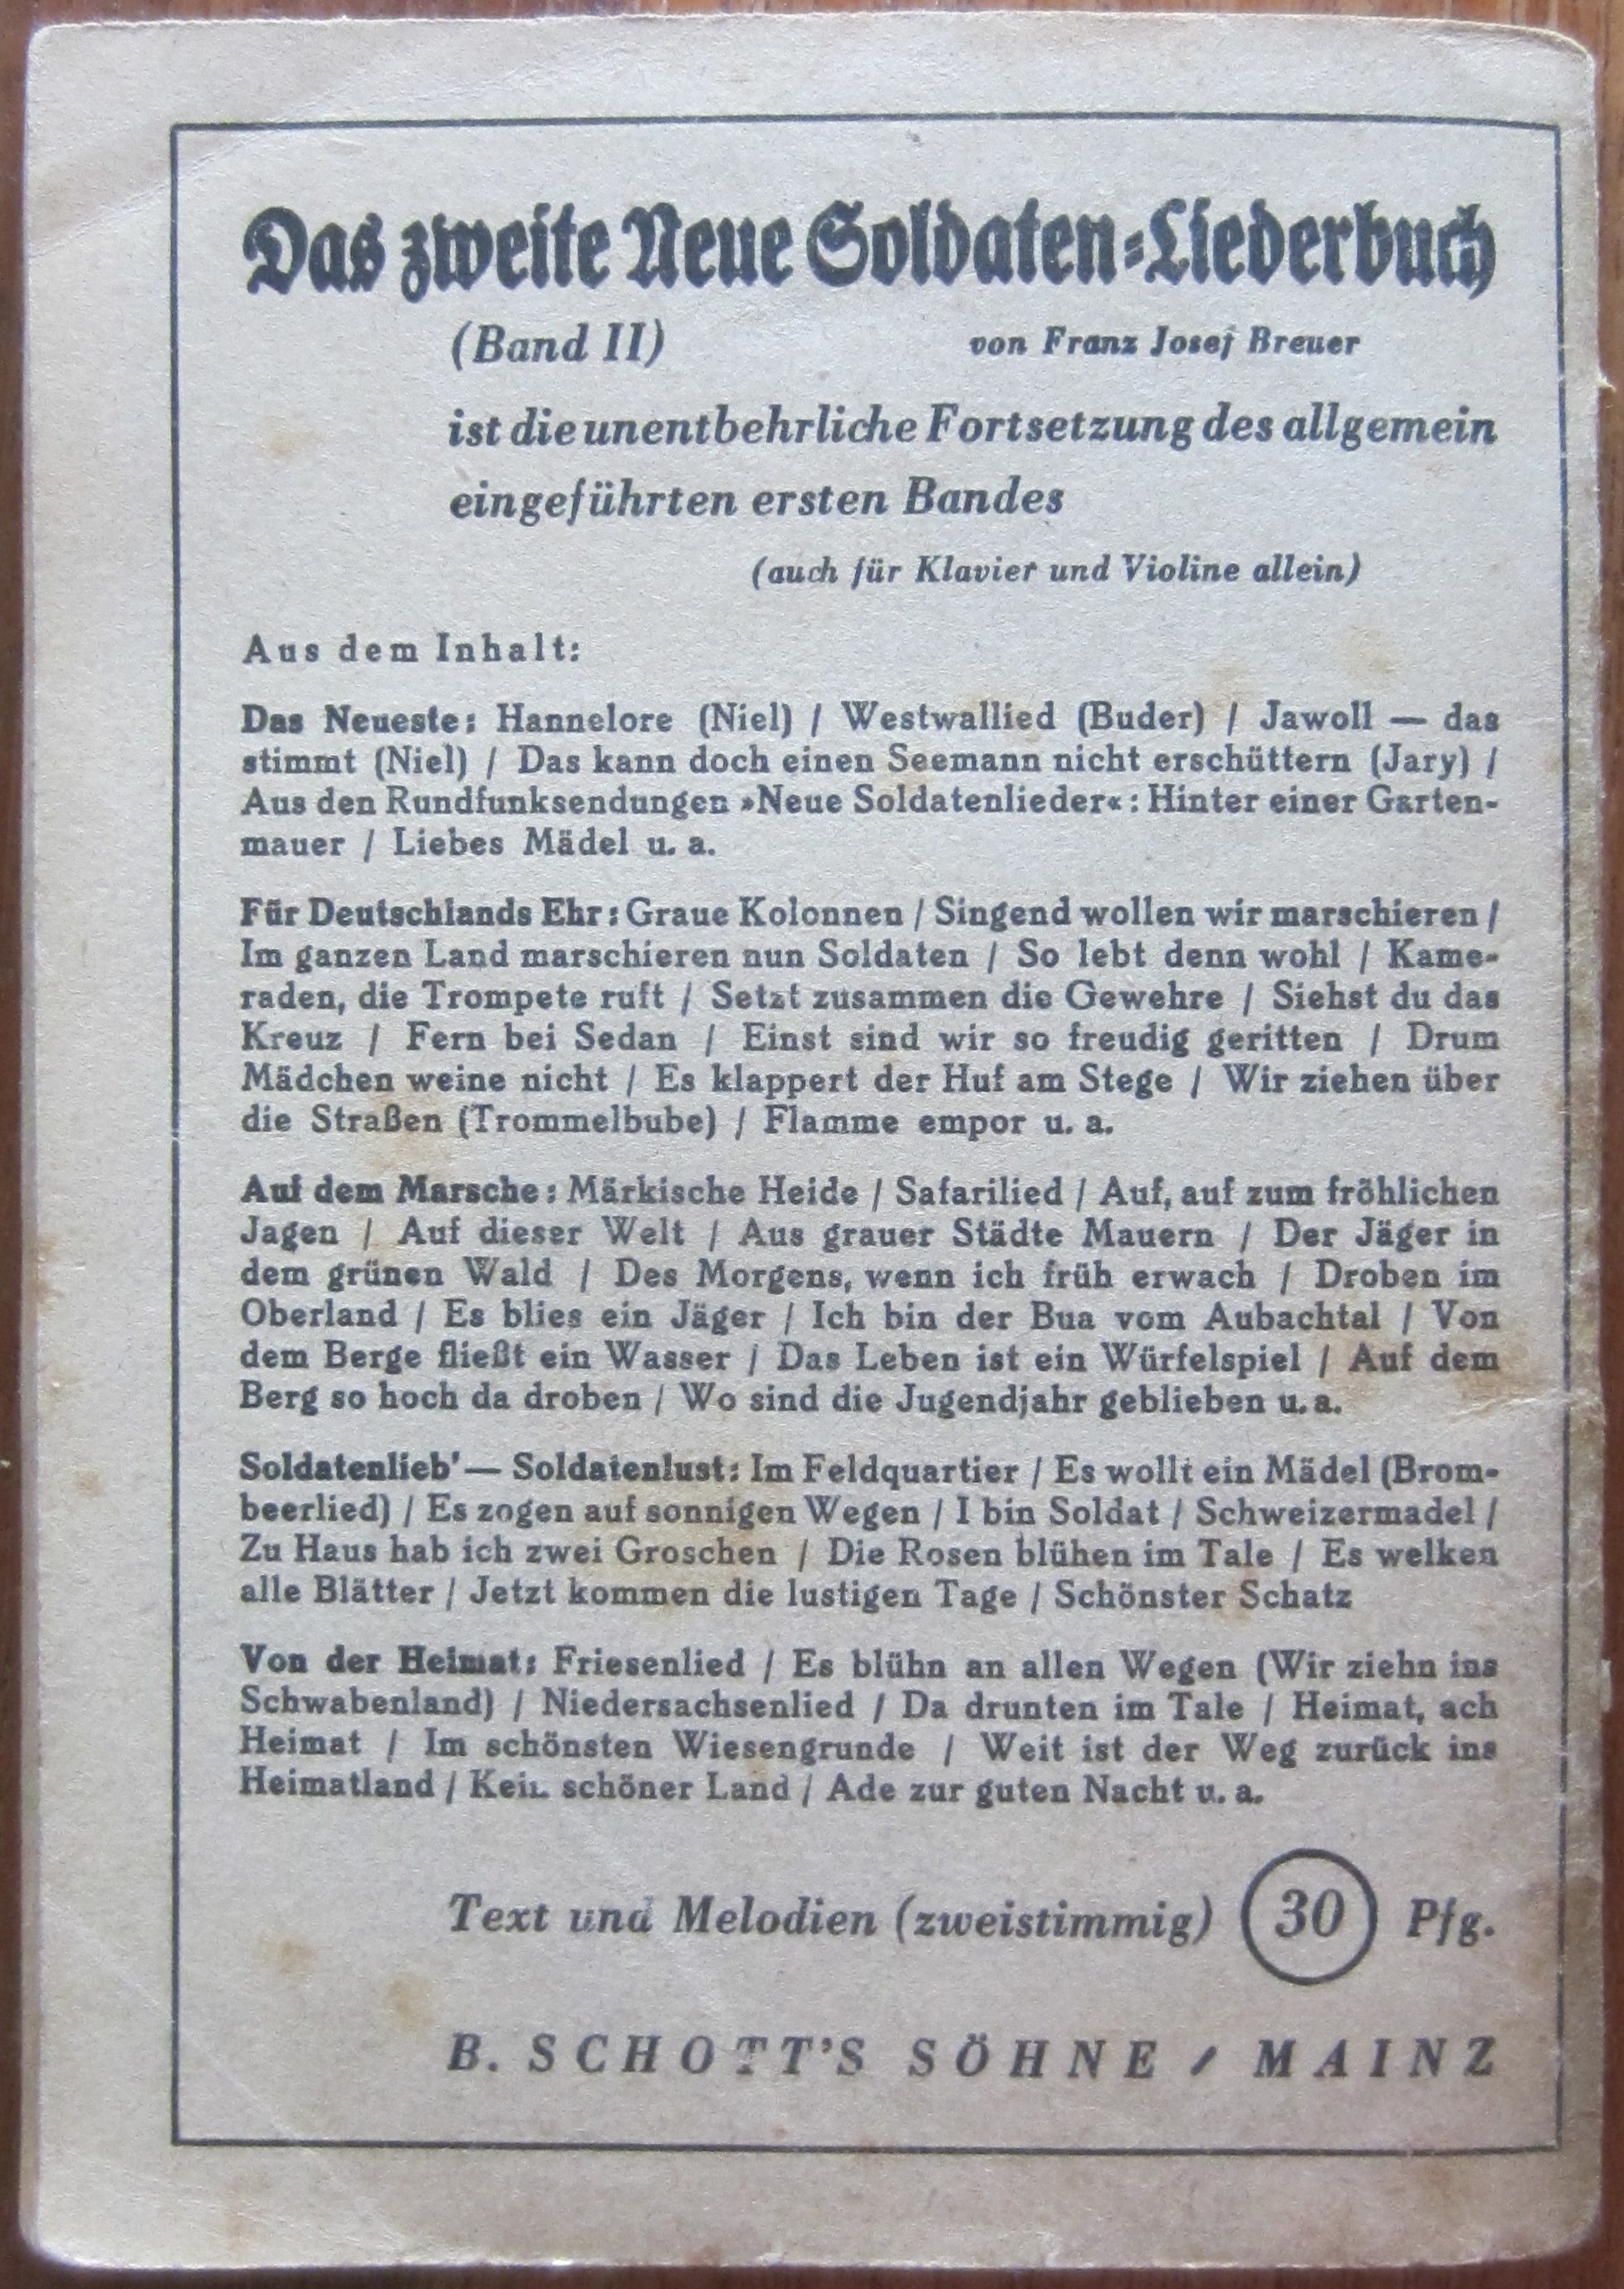 Das zweite Neue Soldaten-Liederbuch
(Band II) von Franz Josef Breuer
ist die unentbehrliche Fortsetzung des allgemein
eingeführten ersten Bandes
(auch für Klavier und Violine allein)
Aus dem Inhalt:
Das Neueste: Hannelore (Niel) / Westwallied (Buder) / Jawoll — das
stimmt (Niel) / Das kann doch einen Seemann nicht erschüttern (Jary) /
Aus den Rundfunksendungen »Neue Soldatenlieder«: Hinter einer Garten-
mauer / Liebes Mädel u. a.
Für Deutschlands Ehr: Graue Kolonnen / Singend wollen wir marschieren /
Im ganzen Land marschieren nun Soldaten / So lebt denn wohl / Kame-
raden, die Trompete ruft / Setzt zusammen die Gewehre / Siehst du das
Kreuz / Fern bei Sedan / Einst sind wir so freudig geritten / Drum
Mädchen weine nicht / Es klappert der Huf am Stege / Wir ziehen über
die Straßen (Trommelbube) / Flamme empor u. a.
Auf dem Marsche: Märkische Heide / Safarilied / Auf, auf zum fröhlichen
Jagen / Auf dieser Welt / Aus grauer Städte Mauern / Der Jäger in
dem grünen Wald / Des Morgens, wenn ich früh erwach / Droben im
Oberland / Es blies ein Jäger / Ich bin der Bua vom Aubachtal / Von
dem Berge fließt ein Wasser / Das Leben ist ein Würfelspiel / Auf dem
Berg so hoch da droben / Wo sind die Jugendjahr geblieben u. a.
Soldatenlieb' — Soldatenlust: Im Feldquartier / Es wollt ein Mädel (Brom-
beerlied) / Es zogen auf sonnigen Wegen / I bin Soldat / Schweizermadel /
Zu Haus hab ich zwei Groschen / Die Rosen blühen im Tale / Es welken
alle Blätter / Jetzt kommen die lustigen Tage / Schönster Schatz
Von der Heimat: Friesenlied / Es blühn an allen Wegen (Wir ziehn ins
Schwabenland) / Niedersachsenlied / Da drunten im Tale / Heimat, ach
Heimat / Im schönsten Wiesengrunde / Weit ist der Weg zurück ins
Heimatland / Kein schöner Land / Ade zur guten Nacht u. a.
Text und Melodien (zweistimmig) 30 Pfg.
B. SCHOTT'S SÖHNE / MAINZ